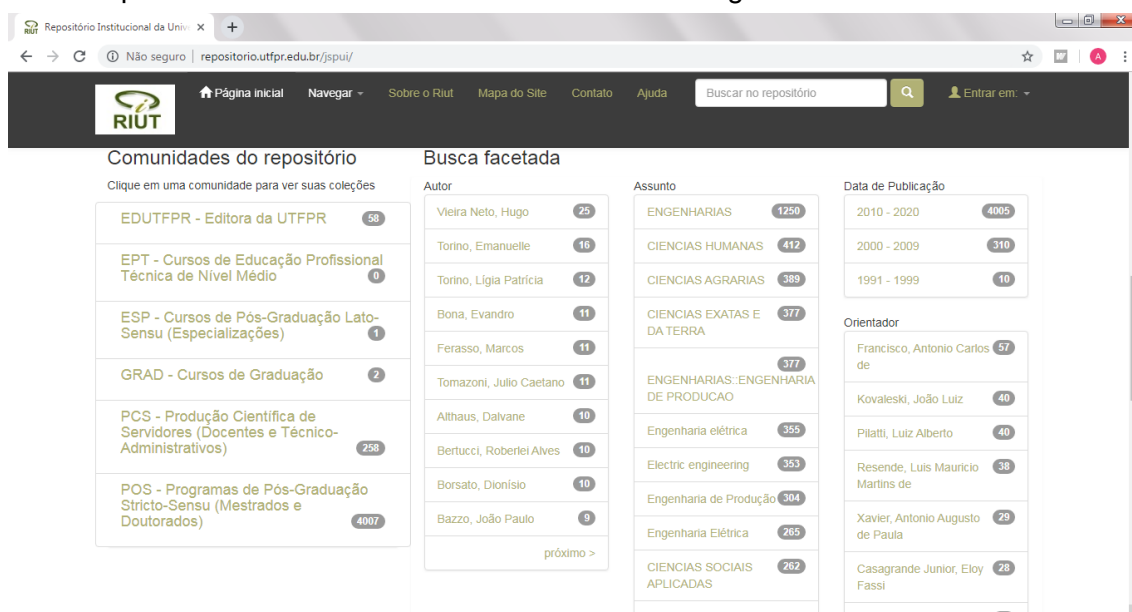 Repositório Institucional da Univ
Não seguro | repositorio.utfpr.edu.br/jspui/
A
RIUT
Página inicial
Navegar
Sobre o Riut
Mapa do Site
Contato
Ajuda
Buscar no repositório
Entrar em:
Comunidades do repositório
Clique em uma comunidade para ver suas coleções
EDUTFPR - Editora da UTFPR 58
EPT - Cursos de Educação Profissional
Técnica de Nível Médio 0
ESP - Cursos de Pós-Graduação Lato-
Sensu (Especializações) 1
GRAD - Cursos de Graduação 2
PCS - Produção Científica de
Servidores (Docentes e Técnico-
Administrativos) 258
POS - Programas de Pós-Graduação
Stricto-Sensu (Mestrados e
Doutorados) 4007
Busca facetada
Autor
Vieira Neto, Hugo 25
Torino, Emanuelle 16
Torino, Lígia Patrícia 12
Bona, Evandro 11
Ferasso, Marcos 11
Tomazoni, Julio Caetano 11
Althaus, Dalvane 10
Bertucci, Roberlei Alves 10
Borsato, Dionísio 10
Bazzo, João Paulo 9
próximo >
Assunto
ENGENHARIAS 1250
CIENCIAS HUMANAS 412
CIENCIAS AGRARIAS 389
CIENCIAS EXATAS E 377
DA TERRA
377
ENGENHARIAS::ENGENHARIA
DE PRODUCAO
Engenharia elétrica 355
Electric engineering 353
Engenharia de Produção 304
Engenharia Elétrica 265
CIENCIAS SOCIAIS 262
APLICADAS
Data de Publicação
2010 - 2020 4005
2000 - 2009 310
1991 - 1999 10
Orientador
Francisco, Antonio Carlos 57
de
Kovaleski, João Luiz 40
Pilatti, Luiz Alberto 40
Resende, Luis Mauricio 38
Martins de
Xavier, Antonio Augusto 29
de Paula
Casagrande Junior, Eloy 28
Fassi